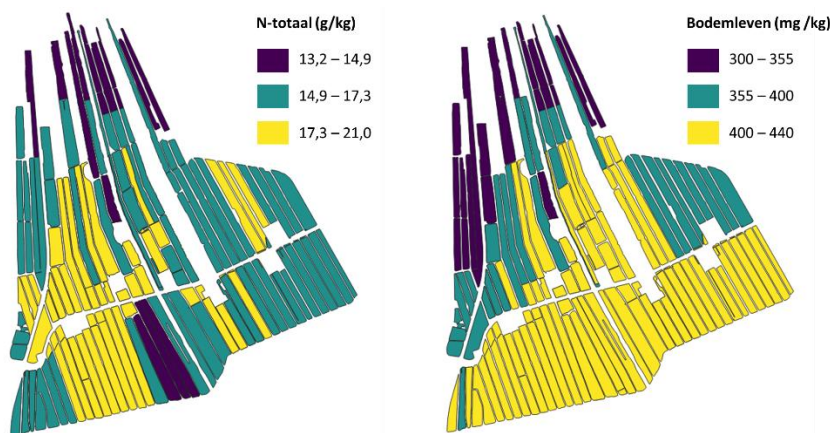 N-totaal (g/kg)
13,2 – 14,9
14,9 – 17,3
17,3 – 21,0
Bodemleven (mg /kg)
300 – 355
355 – 400
400 – 440